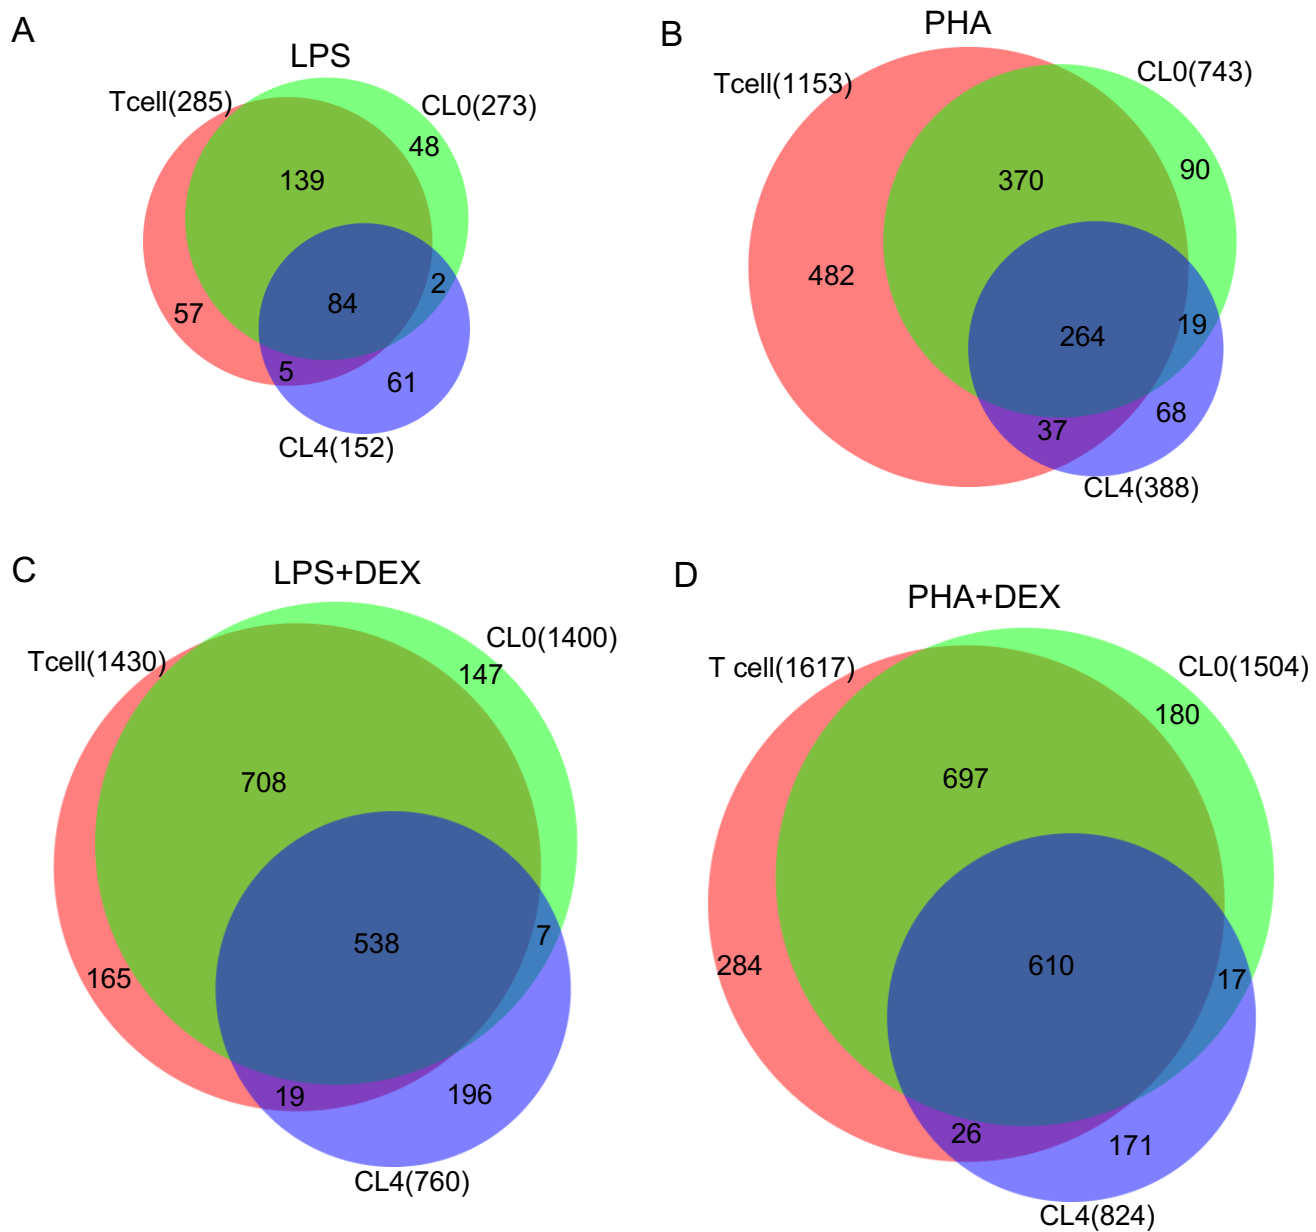 A
LPS
Tcell(285)
CL0(273)
48
139
2
84
57
5
61
CL4(152)
B
PHA
Tcell(1153)
CL0(743)
90
370
482
19
264
68
37
CL4(388)
C
LPS+DEX
Tcell(1430)
CL0(1400)
147
708
7
538
165
19
196
CL4(760)
D
PHA+DEX
T cell(1617)
CL0(1504)
180
697
284
610
17
26
171
CL4(824)